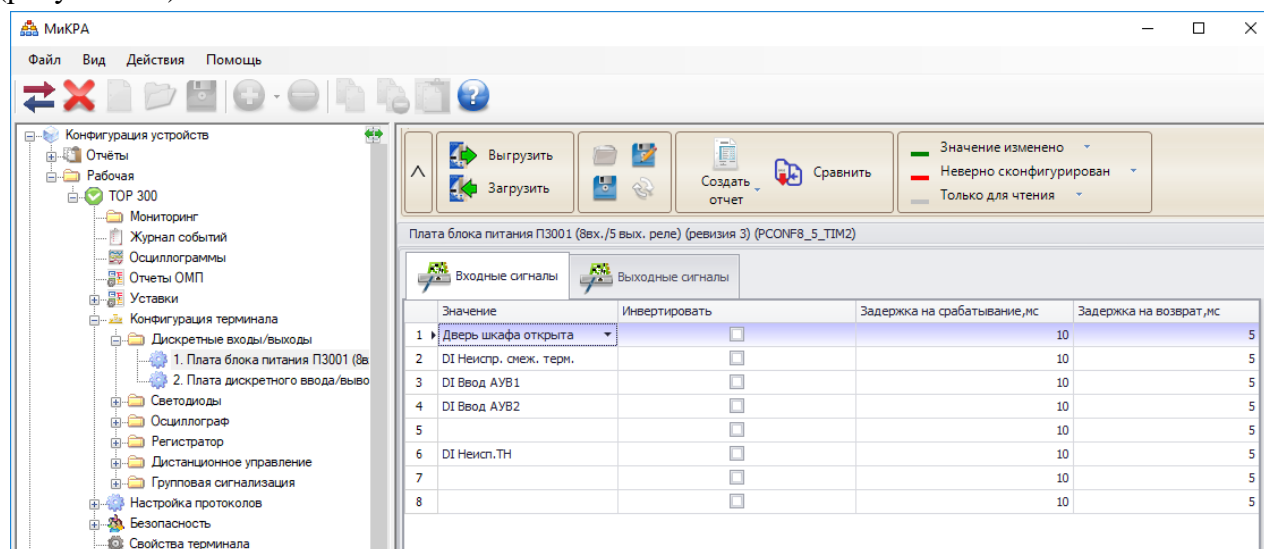 МиКРА
Файл Вид Действия Помощь
Конфигурация устройств
Отчёты
Рабочая
ТОР 300
Мониторинг
Журнал событий
Осциллограммы
Отчеты ОМП
Уставки
Конфигурация терминала
Дискретные входы/выходы
1. Плата блока питания П3001 (8в
2. Плата дискретного ввода/выво
Светодиоды
Осциллограф
Регистратор
Дистанционное управление
Групповая сигнализация
Настройка протоколов
Безопасность
Свойства терминала
Выгрузить
Загрузить
Создать отчет
Сравнить
Значение изменено
Неверно сконфигурирован
Только для чтения
Плата блока питания П3001 (8вх./5 вых. реле) (ревизия 3) (PCONF8_5_TIM2)
Входные сигналы Выходные сигналы
Значение Инвертировать Задержка на срабатывание,мс Задержка на возврат,мс
1 Дверь шкафа открыта 10 5
2 DI Неиспр. смеж. терм. 10 5
3 DI Ввод АУВ1 10 5
4 DI Ввод АУВ2 10 5
5 10 5
6 DI Неисп.ТН 10 5
7 10 5
8 10 5